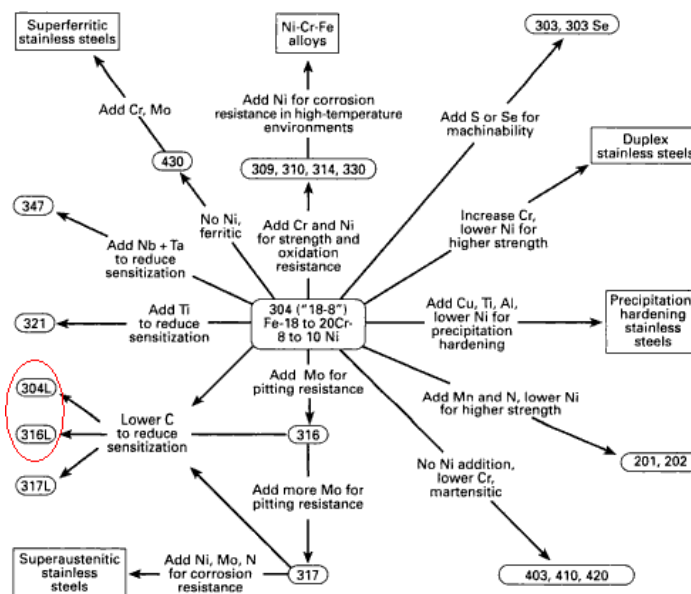 Superferritic
stainless steels
Ni-Cr-Fe
alloys
303, 303 Se
Add Cr, Mo
Add Ni for corrosion
resistance in high-temperature
environments
Add S or Se for
machinability
Duplex
stainless steels
430
309, 310, 314, 330
347
No Ni,
ferritic
Add Cr and Ni
for strength and
oxidation
resistance
Increase Cr,
lower Ni for
higher strength
Add Nb + Ta
to reduce
sensitization
321
Add Ti
to reduce
sensitization
304 ("18-8")
Fe-18 to 20Cr-
8 to 10 Ni
Add Cu, Ti, Al,
lower Ni for
precipitation
hardening
Precipitation
hardening
stainless
steels
304L
Lower C
to reduce
sensitization
Add Mo for
pitting resistance
Add Mn and N, lower Ni
for higher strength
316L
316
201, 202
317L
Add more Mo for
pitting resistance
No Ni addition,
lower Cr,
martensitic
Superaustenitic
stainless
steels
Add Ni, Mo, N
for corrosion
resistance
317
403, 410, 420